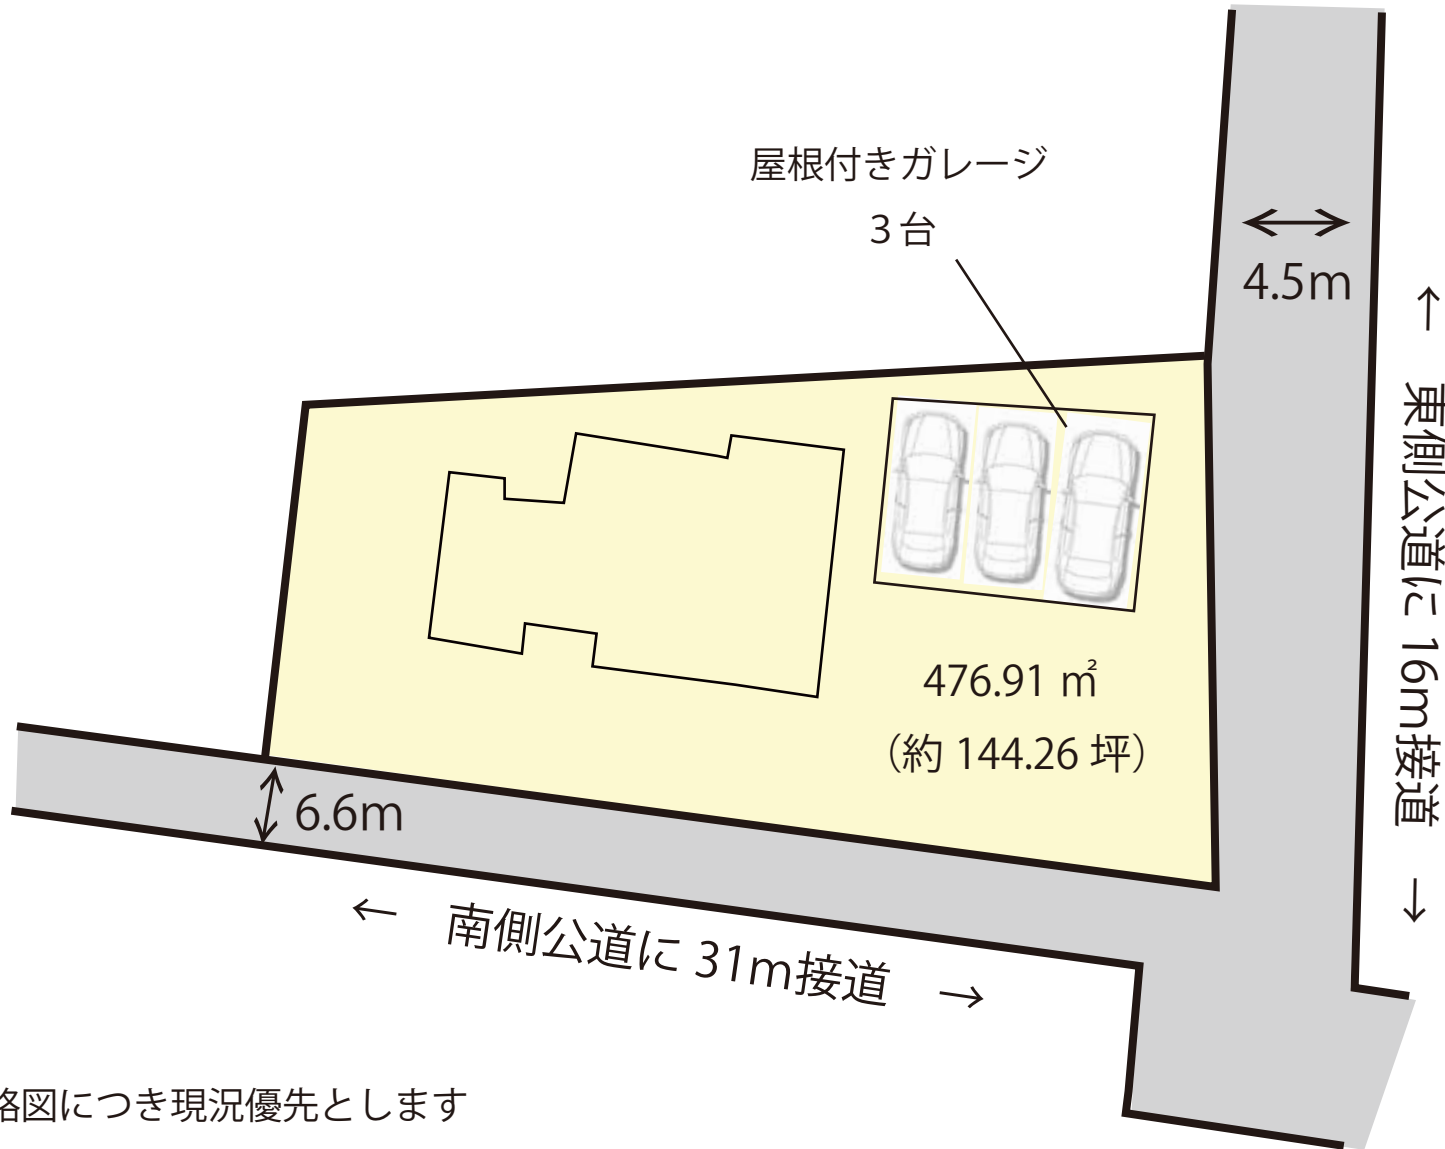 屋根付きガレージ
3台
4.5m
← 東側公道に 16m接道 →
476.91 ㎡
（約 144.26 坪）
6.6m
← 南側公道に 31m接道 →
図につき現況優先とします